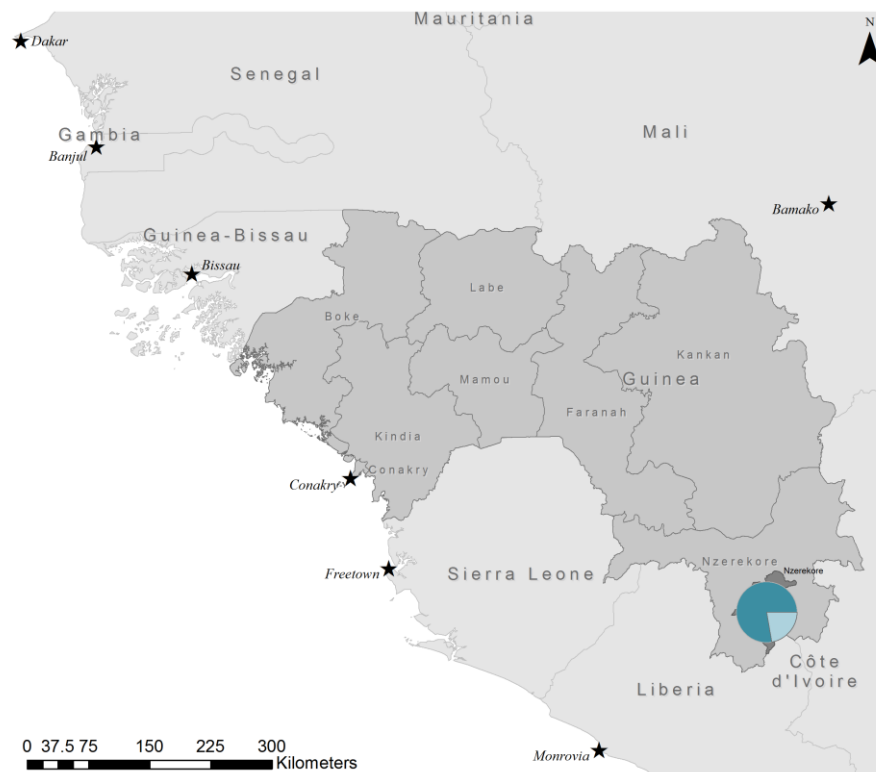 Mauritania
N
Dakar
Senegal
Mali
Gambia
Banjul
Bamako
Guinea-Bissau
Bissau
Labe
Boke
Kankan
Mamou
Guinea
Faranah
Kindia
Conakry
Conakry
Nzerekore
Nzerekore
Freetown
Sierra Leone
Côte
d'Ivoire
Liberia
0 37.5 75 150 225 300
Kilometers
Monrovia